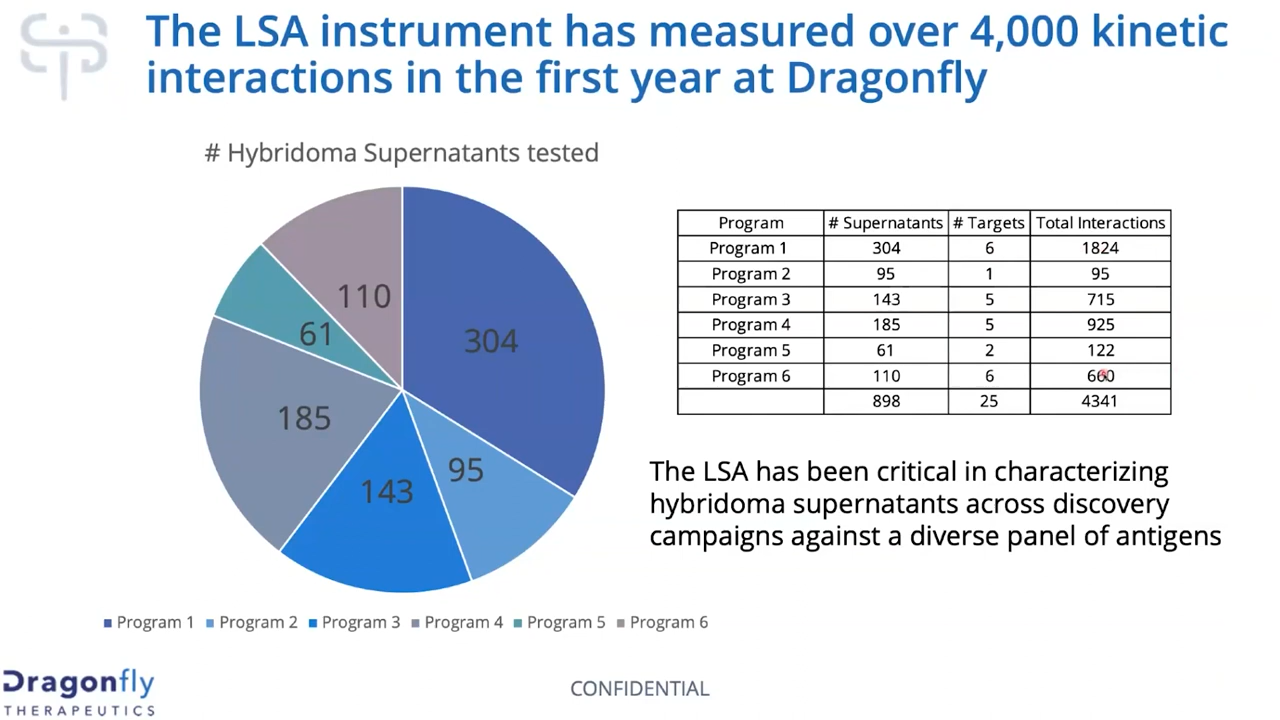 The LSA instrument has measured over 4,000 kinetic
interactions in the first year at Dragonfly
# Hybridoma Supernatants tested
110
304
61
185
95
143
Program 1 Program 2 Program 3 Program 4 Program 5 Program 6
Program # Supernatants # Targets Total Interactions
Program 1 304 6 1824
Program 2 95 1 95
Program 3 143 5 715
Program 4 185 5 925
Program 5 61 2 122
Program 6 110 6 660
898 25 4341
The LSA has been critical in characterizing
hybridoma supernatants across discovery
campaigns against a diverse panel of antigens
Dragonfly
THERAPEUTICS
CONFIDENTIAL